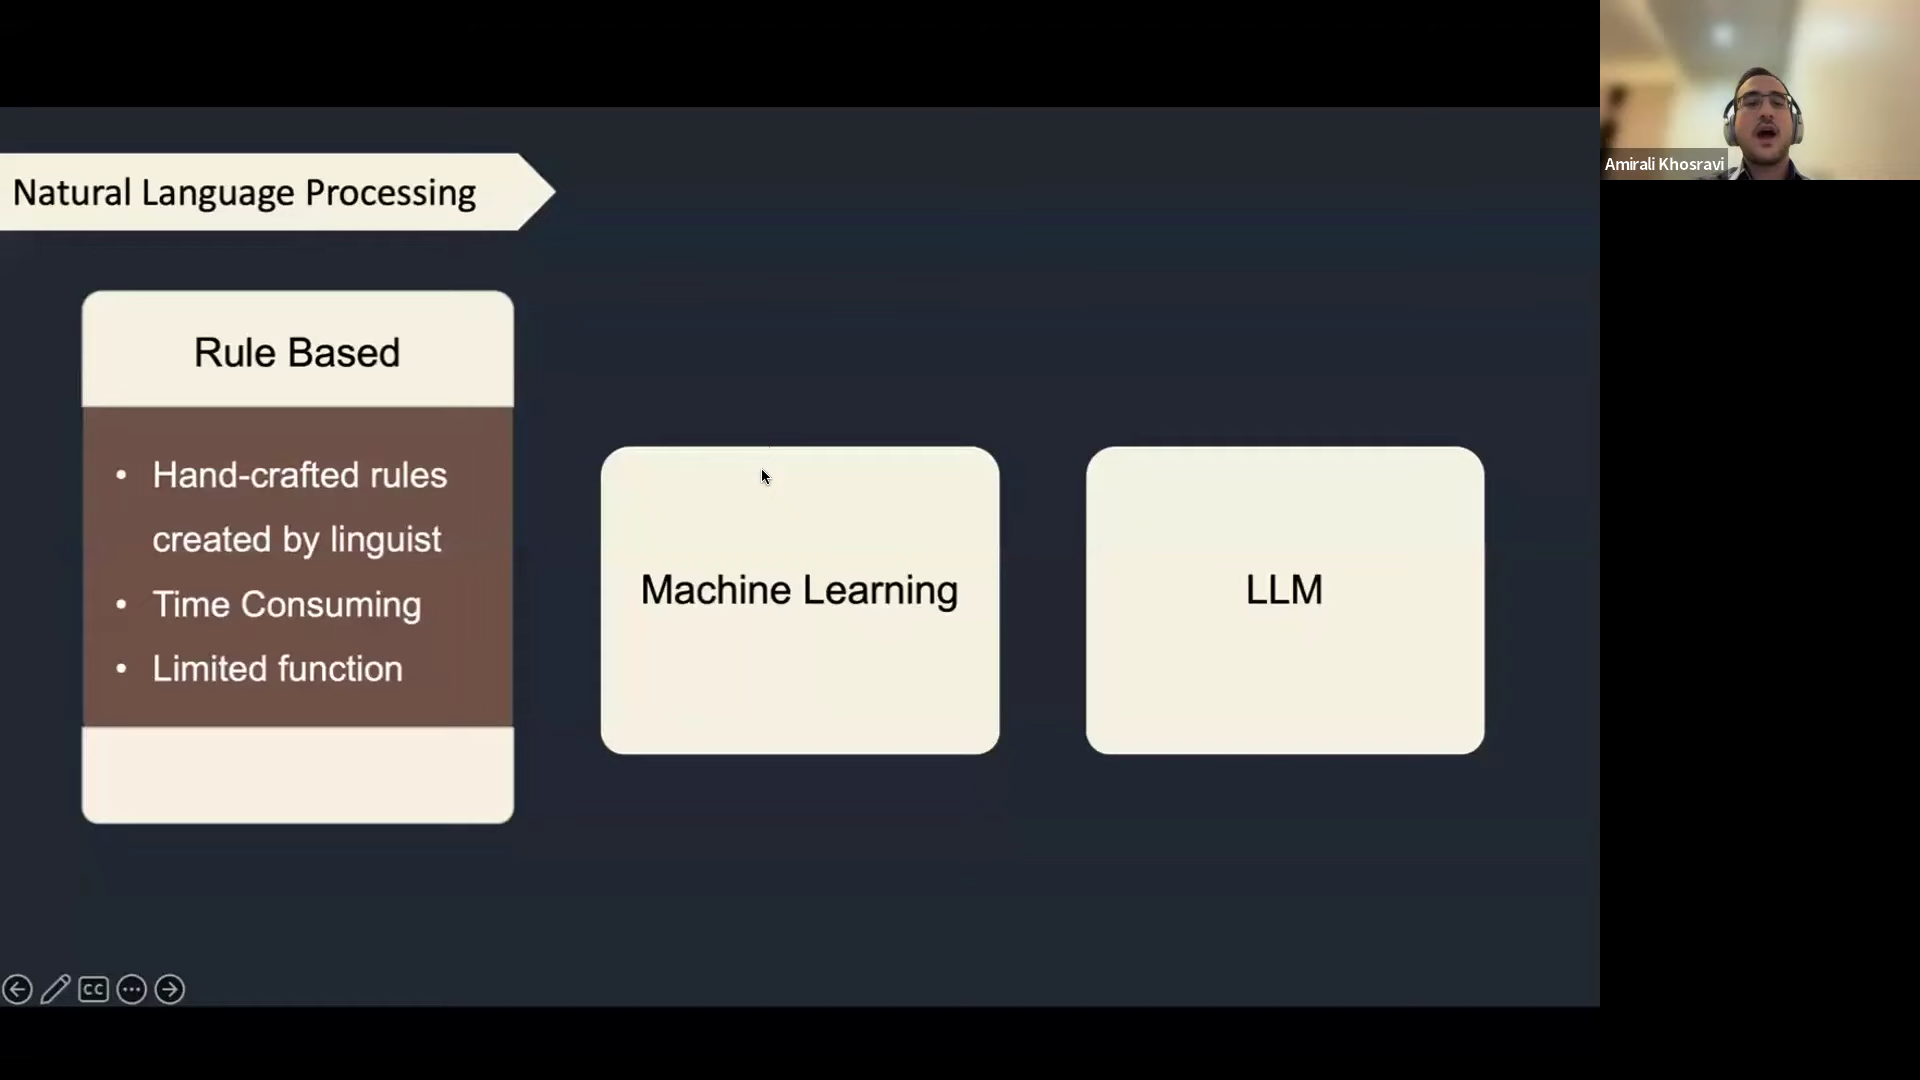 Natural Language Processing
Rule Based
• Hand-crafted rules
created by linguist
• Time Consuming
• Limited function
Machine Learning
LLM
Amirali Khosravi
CC